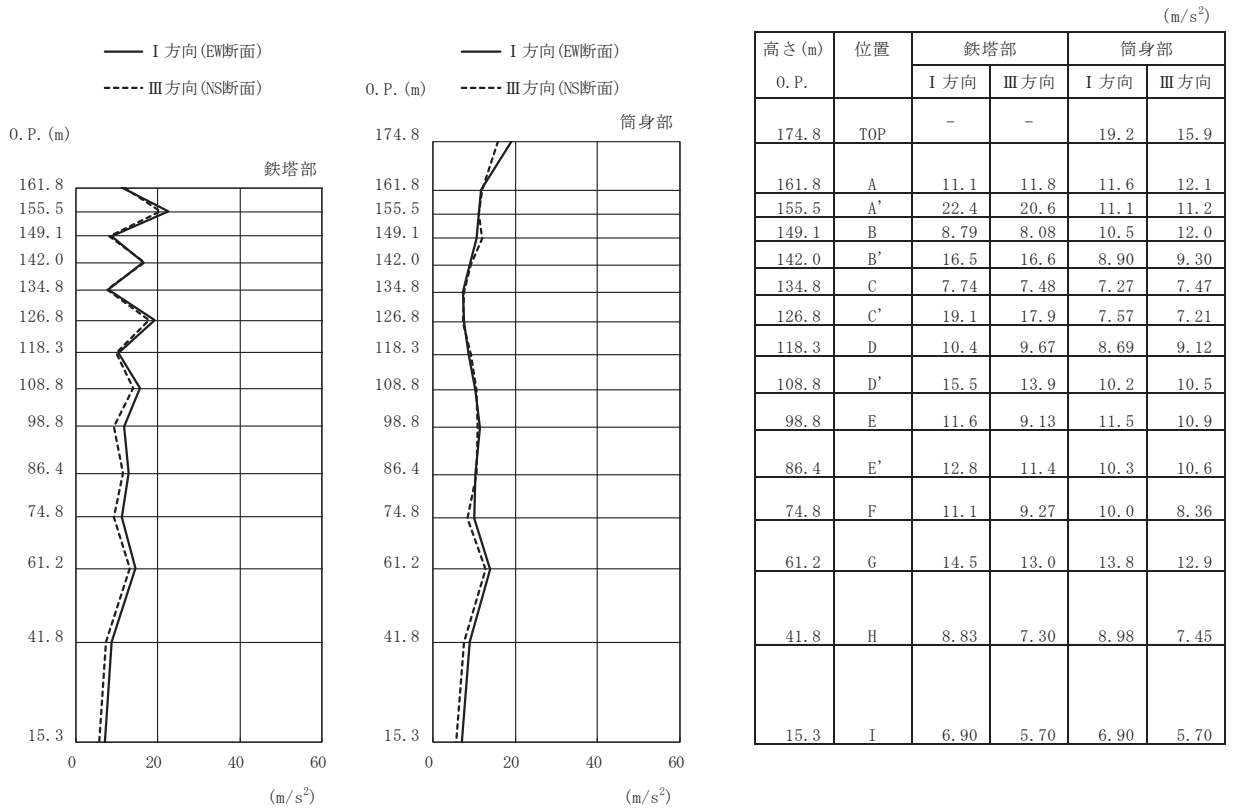 Ⅰ方向(EW断面)
Ⅲ方向(NS断面)
O.P.(m)
鉄塔部
161.8
155.5
149.1
142.0
134.8
126.8
118.3
108.8
98.8
86.4
74.8
61.2
41.8
15.3
0 20 40 60
(m/s²)
Ⅰ方向(EW断面)
O.P.(m) Ⅲ方向(NS断面)
筒身部
174.8
161.8
155.5
149.1
142.0
134.8
126.8
118.3
108.8
98.8
86.4
74.8
61.2
41.8
15.3
0 20 40 60
(m/s²)
(m/s²)
高さ(m) 位置 鉄塔部 筒身部
O.P. Ⅰ方向 Ⅲ方向 Ⅰ方向 Ⅲ方向
174.8 TOP − − 19.2 15.9
161.8 A 11.1 11.8 11.6 12.1
155.5 A' 22.4 20.6 11.1 11.2
149.1 B 8.79 8.08 10.5 12.0
142.0 B' 16.5 16.6 8.90 9.30
134.8 C 7.74 7.48 7.27 7.47
126.8 C' 19.1 17.9 7.57 7.21
118.3 D 10.4 9.67 8.69 9.12
108.8 D' 15.5 13.9 10.2 10.5
98.8 E 11.6 9.13 11.5 10.9
86.4 E' 12.8 11.4 10.3 10.6
74.8 F 11.1 9.27 10.0 8.36
61.2 G 14.5 13.0 13.8 12.9
41.8 H 8.83 7.30 8.98 7.45
15.3 I 6.90 5.70 6.90 5.70